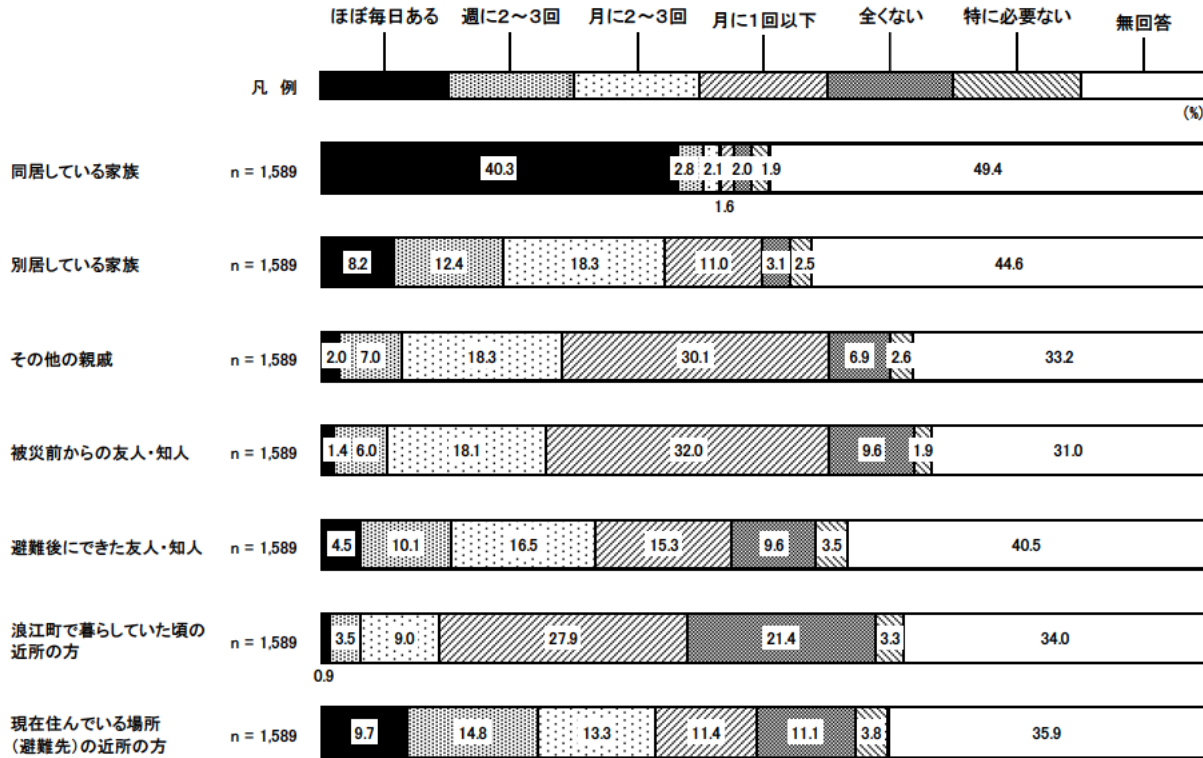 ほぼ毎日ある 週に2～3回 月に2～3回 月に1回以下 全くない 特に必要ない 無回答
凡 例
(%)
同居している家族 n = 1,589 40.3 2.8 2.1 2.0 1.9 49.4
1.6
別居している家族 n = 1,589 8.2 12.4 18.3 11.0 3.1 2.5 44.6
その他の親戚 n = 1,589 2.0 7.0 18.3 30.1 6.9 2.6 33.2
被災前からの友人・知人 n = 1,589 1.4 6.0 18.1 32.0 9.6 1.9 31.0
避難後にできた友人・知人 n = 1,589 4.5 10.1 16.5 15.3 9.6 3.5 40.5
浪江町で暮らしていた頃の
近所の方 n = 1,589 3.5 9.0 27.9 21.4 3.3 34.0
0.9
現在住んでいる場所
(避難先)の近所の方 n = 1,589 9.7 14.8 13.3 11.4 11.1 3.8 35.9